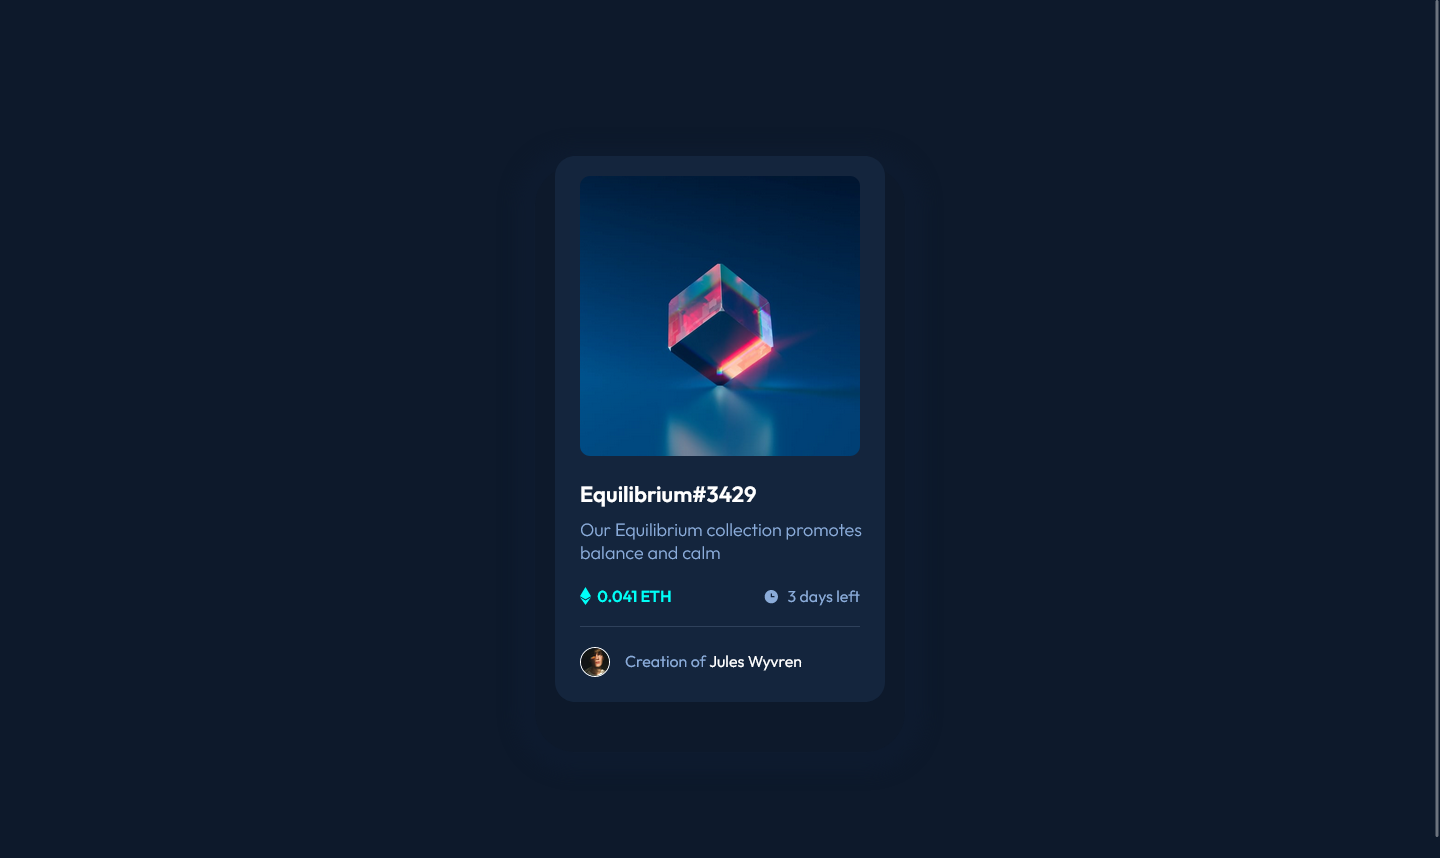 Equilibrium#3429
Our Equilibrium collection promotes
balance and calm
0.041 ETH
3 days left
Creation of Jules Wyvren